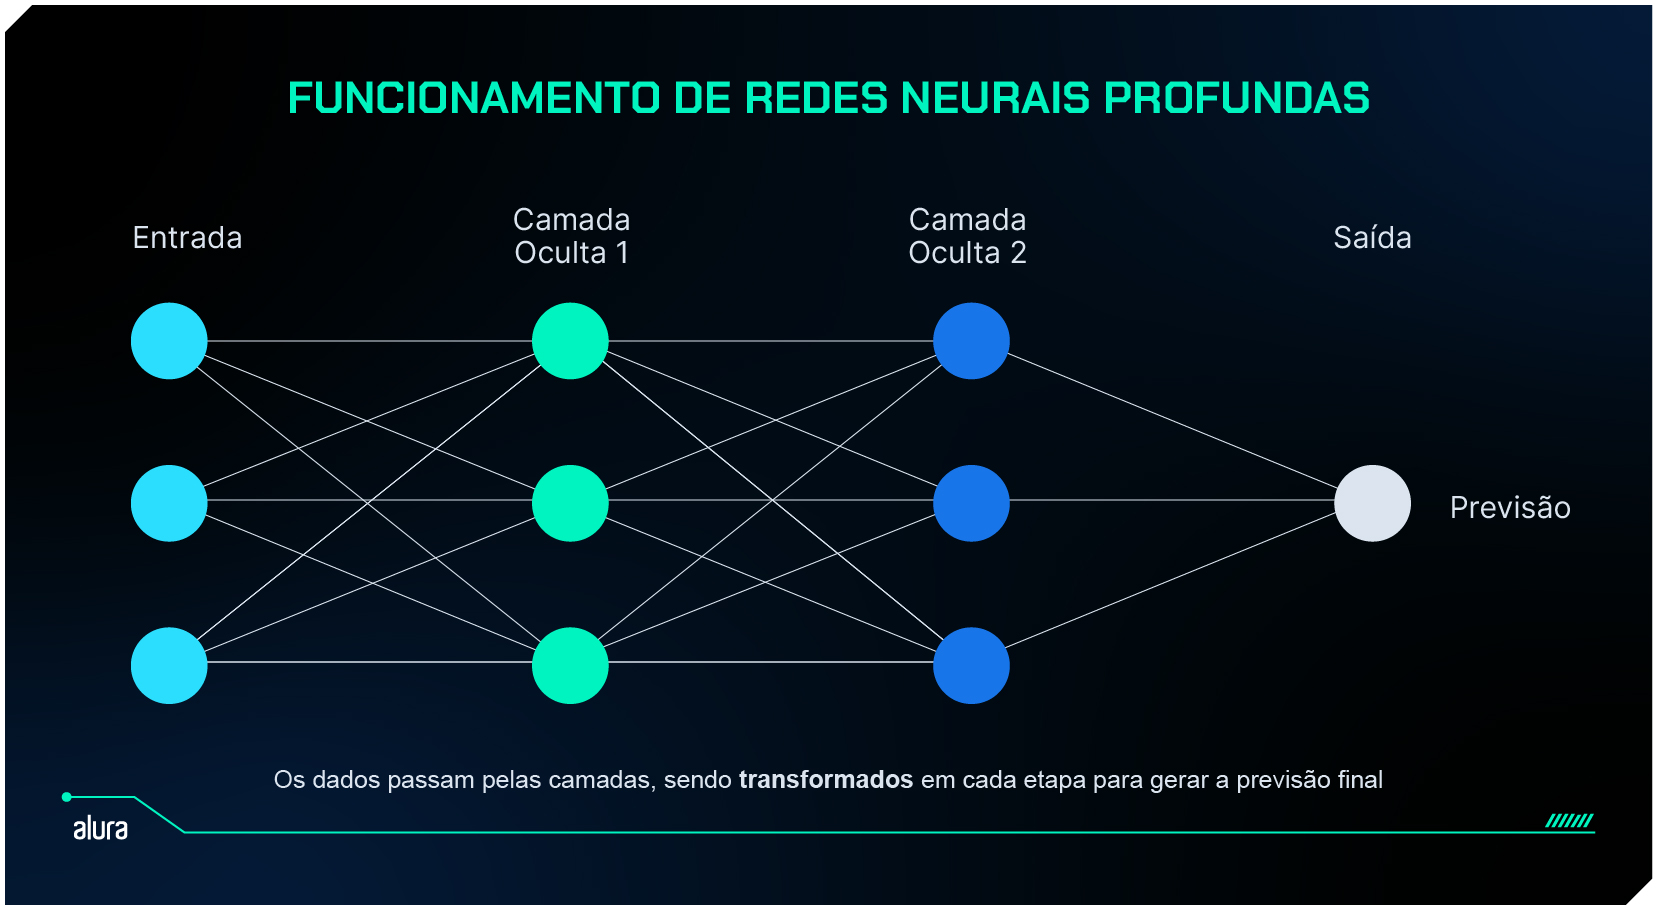 FUNCIONAMENTO DE REDES NEURAIS PROFUNDAS
Entrada
Camada
Oculta 1
Camada
Oculta 2
Saída
Previsão
Os dados passam pelas camadas, sendo transformados em cada etapa para gerar a previsão final
alura